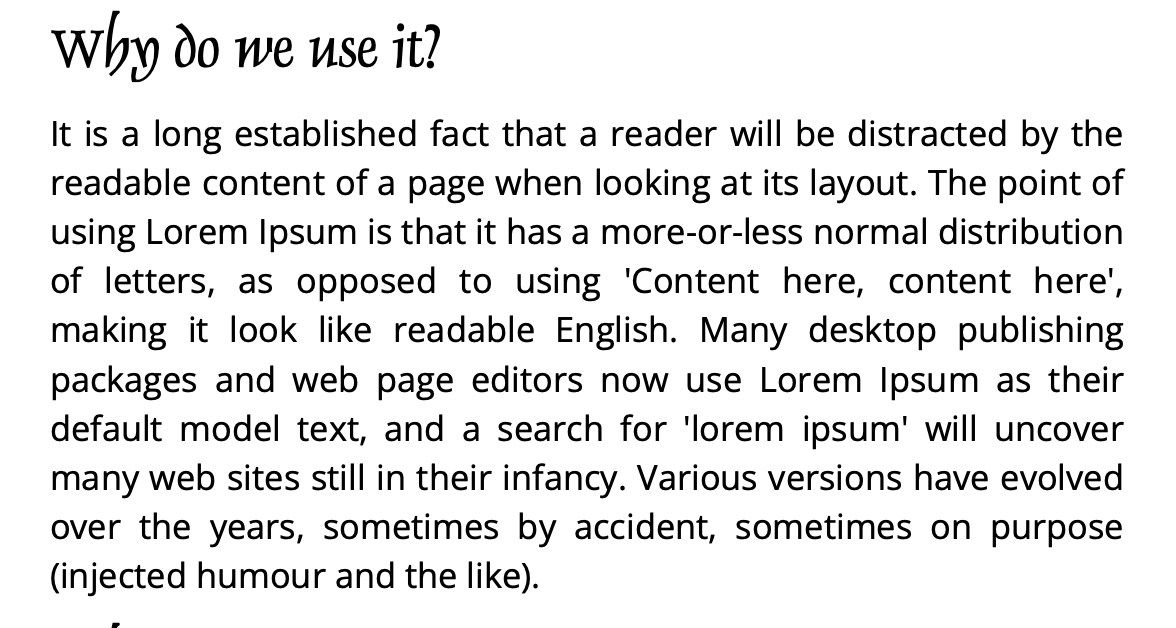 Why do we use it?
It is a long established fact that a reader will be distracted by the
readable content of a page when looking at its layout. The point of
using Lorem Ipsum is that it has a more-or-less normal distribution
of letters, as opposed to using 'Content here, content here',
making it look like readable English. Many desktop publishing
packages and web page editors now use Lorem Ipsum as their
default model text, and a search for 'lorem ipsum' will uncover
many web sites still in their infancy. Various versions have evolved
over the years, sometimes by accident, sometimes on purpose
(injected humour and the like).